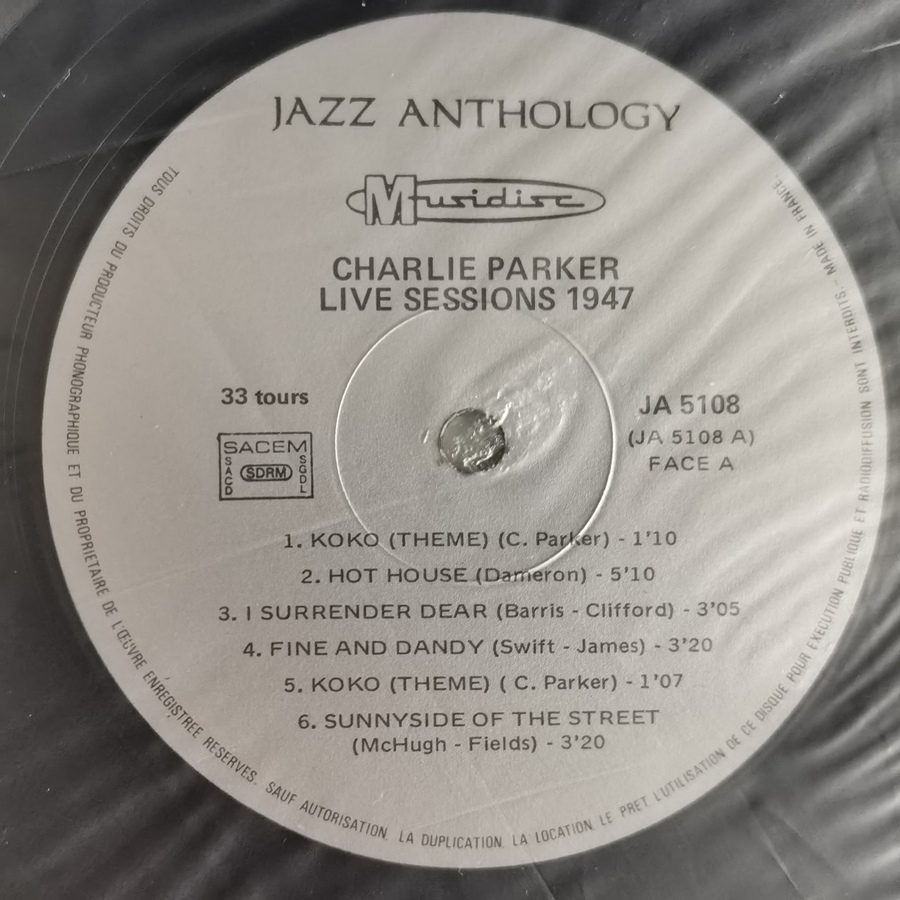 JAZZ ANTHOLOGY
Musidisc
CHARLIE PARKER
LIVE SESSIONS 1947
33 tours
SACEM
SACD
SDRM
SGDL
JA 5108
(JA 5108 A)
FACE A
1. KOKO (THEME) (C. Parker) - 1'10
2. HOT HOUSE (Dameron) - 5'10
3. I SURRENDER DEAR (Barris - Clifford) - 3'05
4. FINE AND DANDY (Swift - James) - 3'20
5. KOKO (THEME) ( C. Parker) - 1'07
6. SUNNYSIDE OF THE STREET
(McHugh - Fields) - 3'20
TOUS DROITS DU PRODUCTEUR PHONOGRAPHIQUE ET DU PROPRIETAIRE DE L'ŒUVRE ENREGISTREE RESERVES. SAUF AUTORISATION, LA DUPLICATION, LA LOCATION, LE PRET, L'UTILISATION DE CE DISQUE POUR EXECUTION PUBLIQUE ET RADIODIFFUSION SONT INTERDITS. - MADE IN FRANCE.